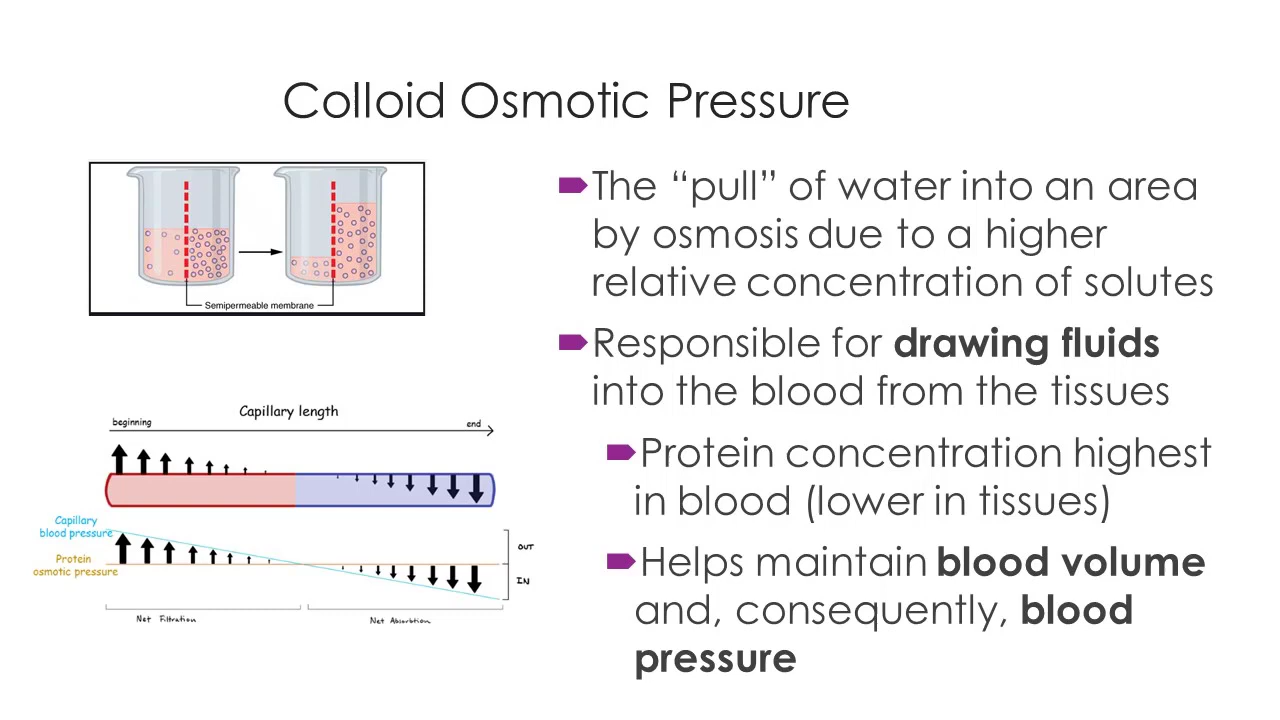 Colloid Osmotic Pressure
Semipermeable membrane
Capillary length
beginning
end
Capillary
blood pressure
Protein
osmotic pressure
OUT
IN
Net Filtration
Net Absorbtion
The “pull” of water into an area
by osmosis due to a higher
relative concentration of solutes
Responsible for drawing fluids
into the blood from the tissues
Protein concentration highest
in blood (lower in tissues)
Helps maintain blood volume
and, consequently, blood
pressure